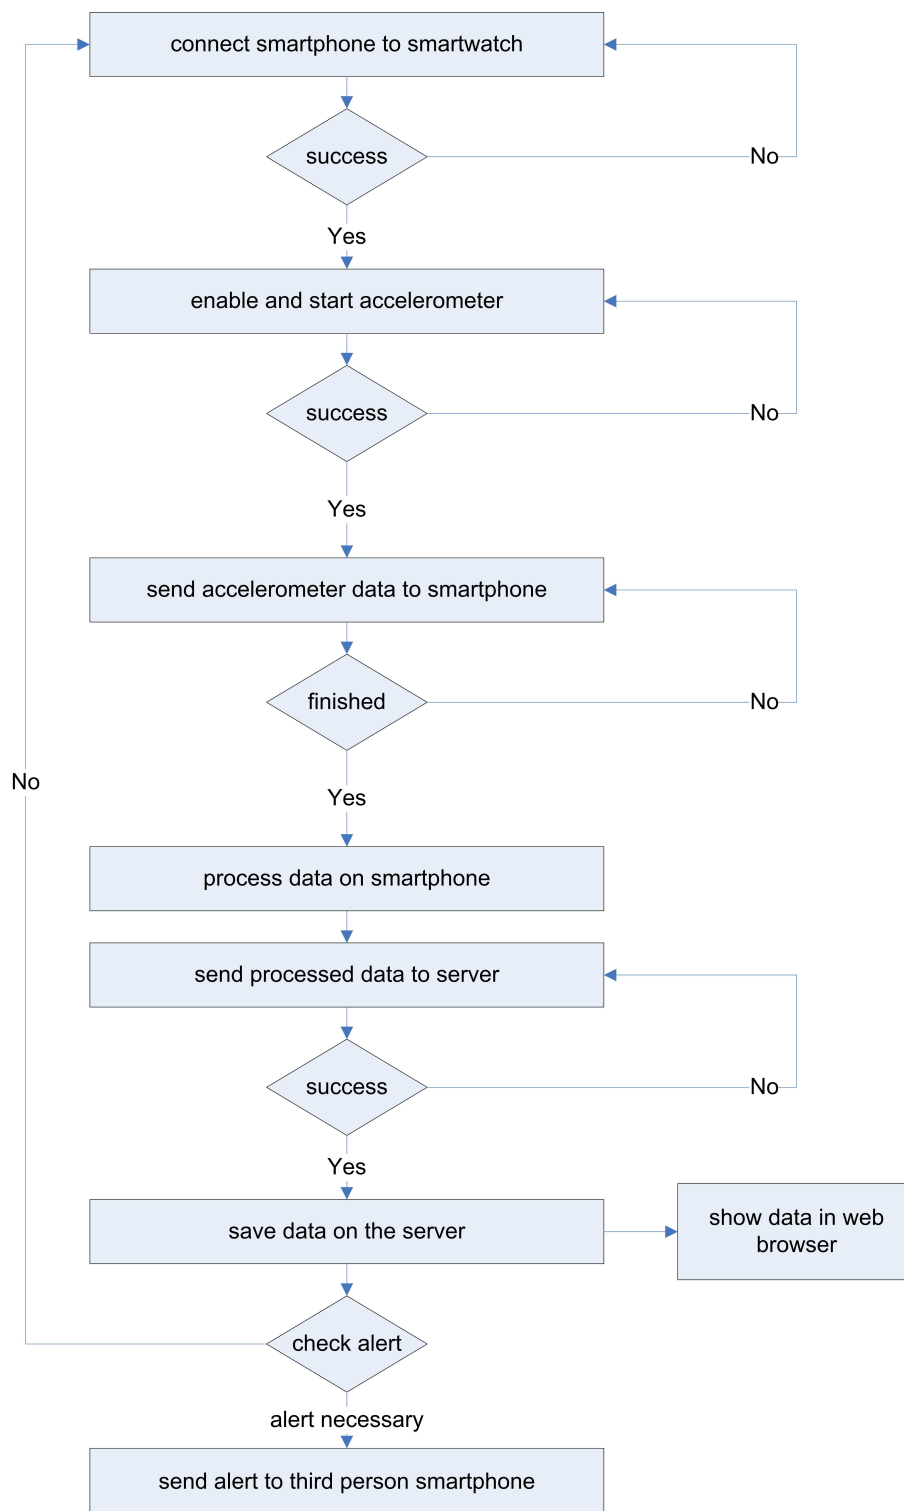 connect smartphone to smartwatch
success
No
Yes
enable and start accelerometer
success
No
Yes
send accelerometer data to smartphone
finished
No
No
Yes
process data on smartphone
send processed data to server
success
No
Yes
save data on the server
show data in web
browser
check alert
alert necessary
send alert to third person smartphone